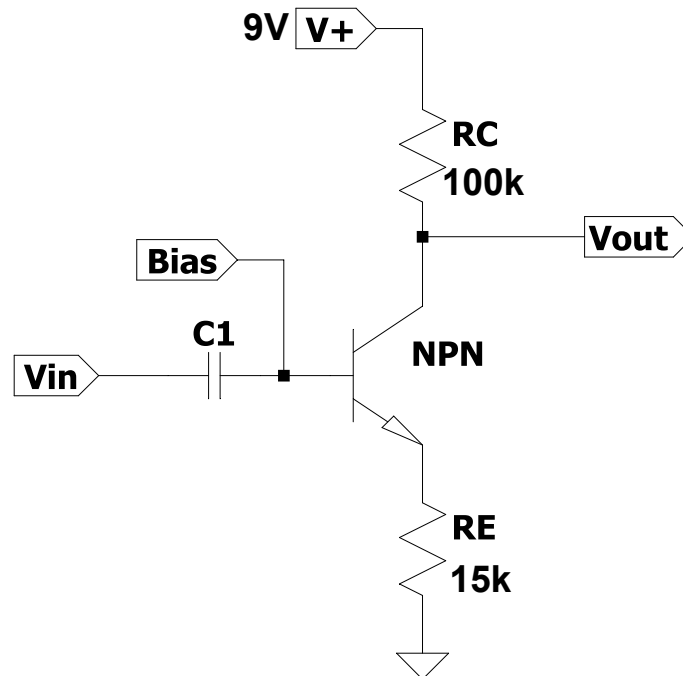 9V V+
RC
100k
Vout
Bias
C1
NPN
Vin
RE
15k